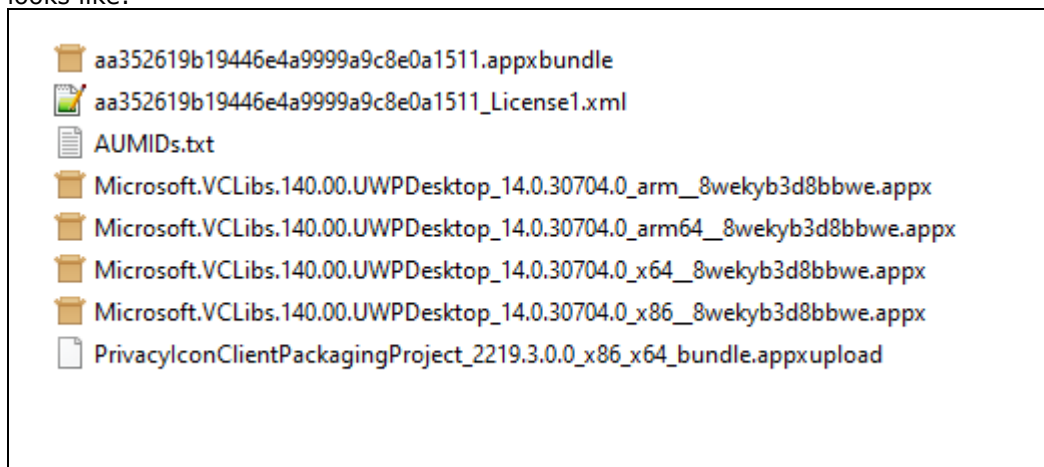 looks like:
aa352619b19446e4a9999a9c8e0a1511.appxbundle
aa352619b19446e4a9999a9c8e0a1511_License1.xml
AUMIDs.txt
Microsoft.VCLibs.140.00.UWPDesktop_14.0.30704.0_arm__8wekyb3d8bbwe.appx
Microsoft.VCLibs.140.00.UWPDesktop_14.0.30704.0_arm64__8wekyb3d8bbwe.appx
Microsoft.VCLibs.140.00.UWPDesktop_14.0.30704.0_x64__8wekyb3d8bbwe.appx
Microsoft.VCLibs.140.00.UWPDesktop_14.0.30704.0_x86__8wekyb3d8bbwe.appx
PrivacyIconClientPackagingProject_2219.3.0.0_x86_x64_bundle.appxupload